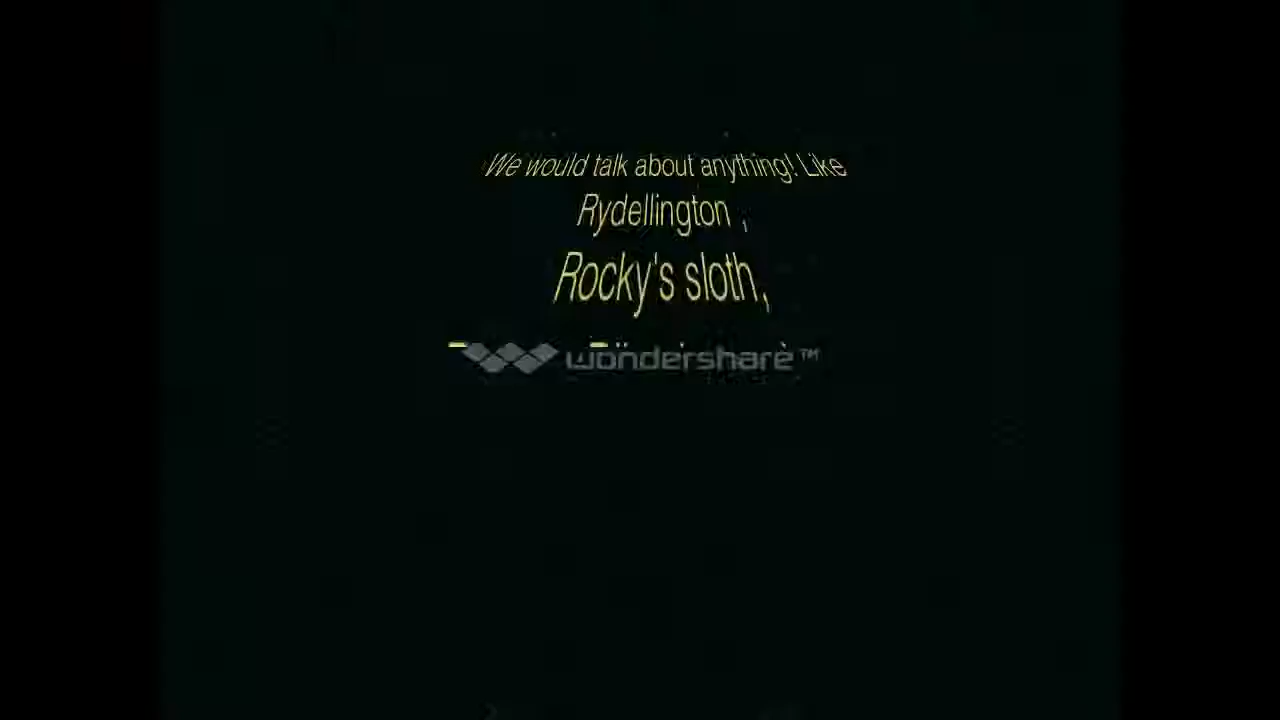 We would talk about anything! Like
Rydellington ,
Rocky's sloth,
wondershare™